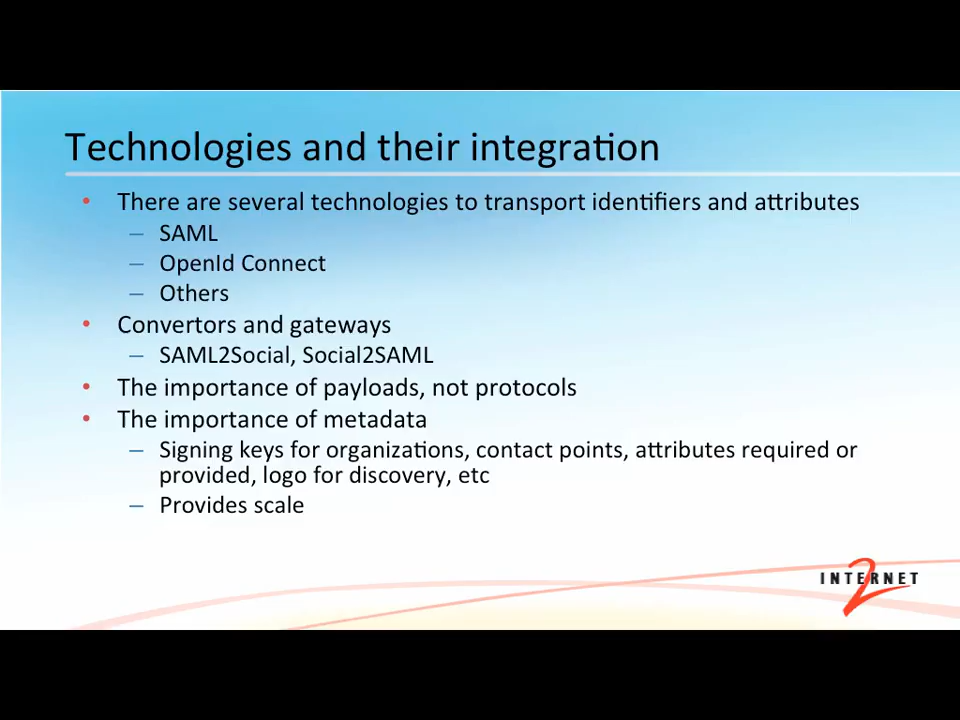 Technologies and their integration
• There are several technologies to transport identifiers and attributes
– SAML
– OpenId Connect
– Others
• Convertors and gateways
– SAML2Social, Social2SAML
• The importance of payloads, not protocols
• The importance of metadata
– Signing keys for organizations, contact points, attributes required or
provided, logo for discovery, etc
– Provides scale
INTERNET
2